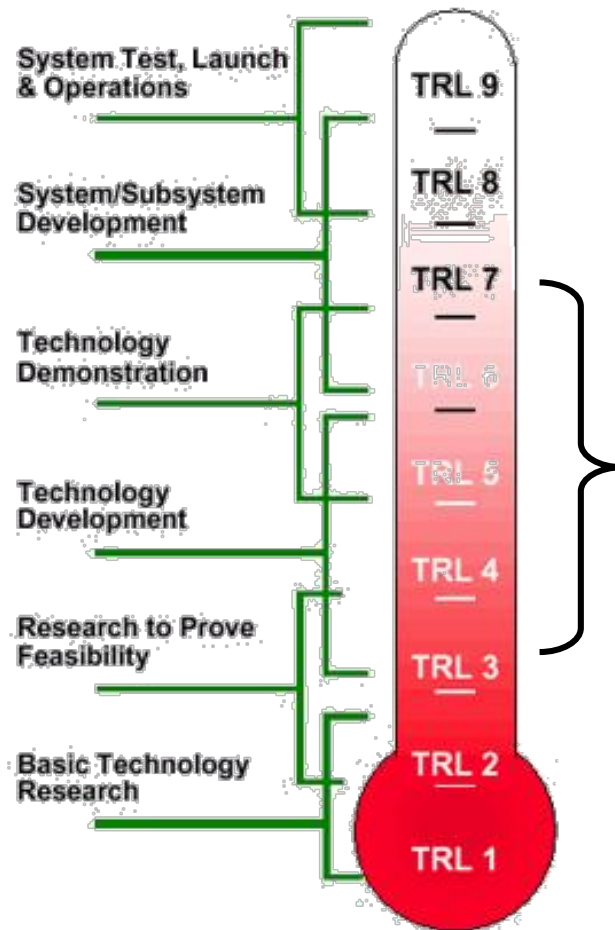 System Test, Launch
& Operations
System/Subsystem
Development
Technology
Demonstration
Technology
Development
Research to Prove
Feasibility
Basic Technology
Research
TRL 9
TRL 8
TRL 7
TRL 6
TRL 5
TRL 4
TRL 3
TRL 2
TRL 1